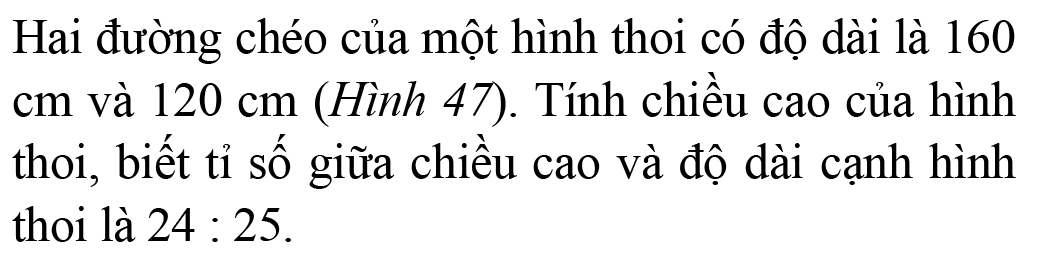 Hai đường chéo của một hình thoi có độ dài là 160
cm và 120 cm (Hình 47). Tính chiều cao của hình
thoi, biết tỉ số giữa chiều cao và độ dài cạnh hình
thoi là 24 : 25.